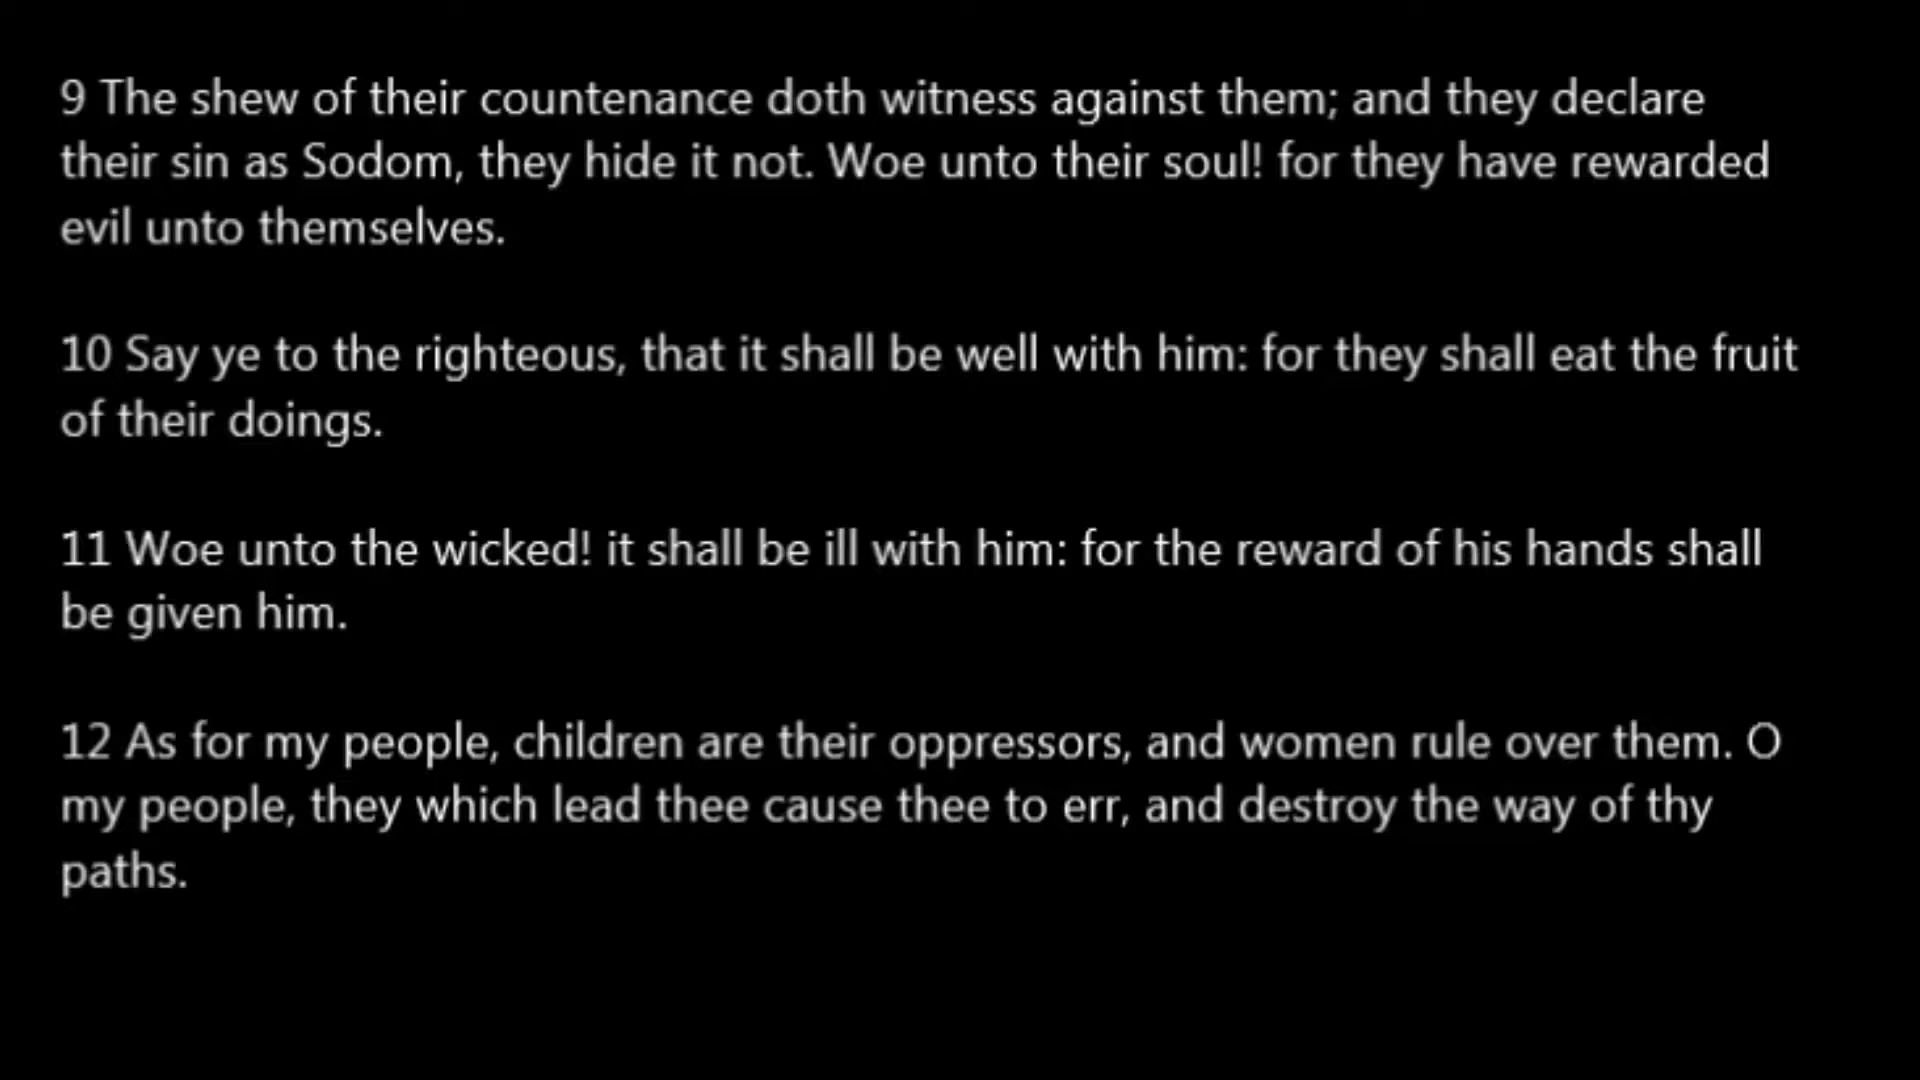 9 The shew of their countenance doth witness against them; and they declare
their sin as Sodom, they hide it not. Woe unto their soul! for they have rewarded
evil unto themselves.
10 Say ye to the righteous, that it shall be well with him: for they shall eat the fruit
of their doings.
11 Woe unto the wicked! it shall be ill with him: for the reward of his hands shall
be given him.
12 As for my people, children are their oppressors, and women rule over them. O
my people, they which lead thee cause thee to err, and destroy the way of thy
paths.